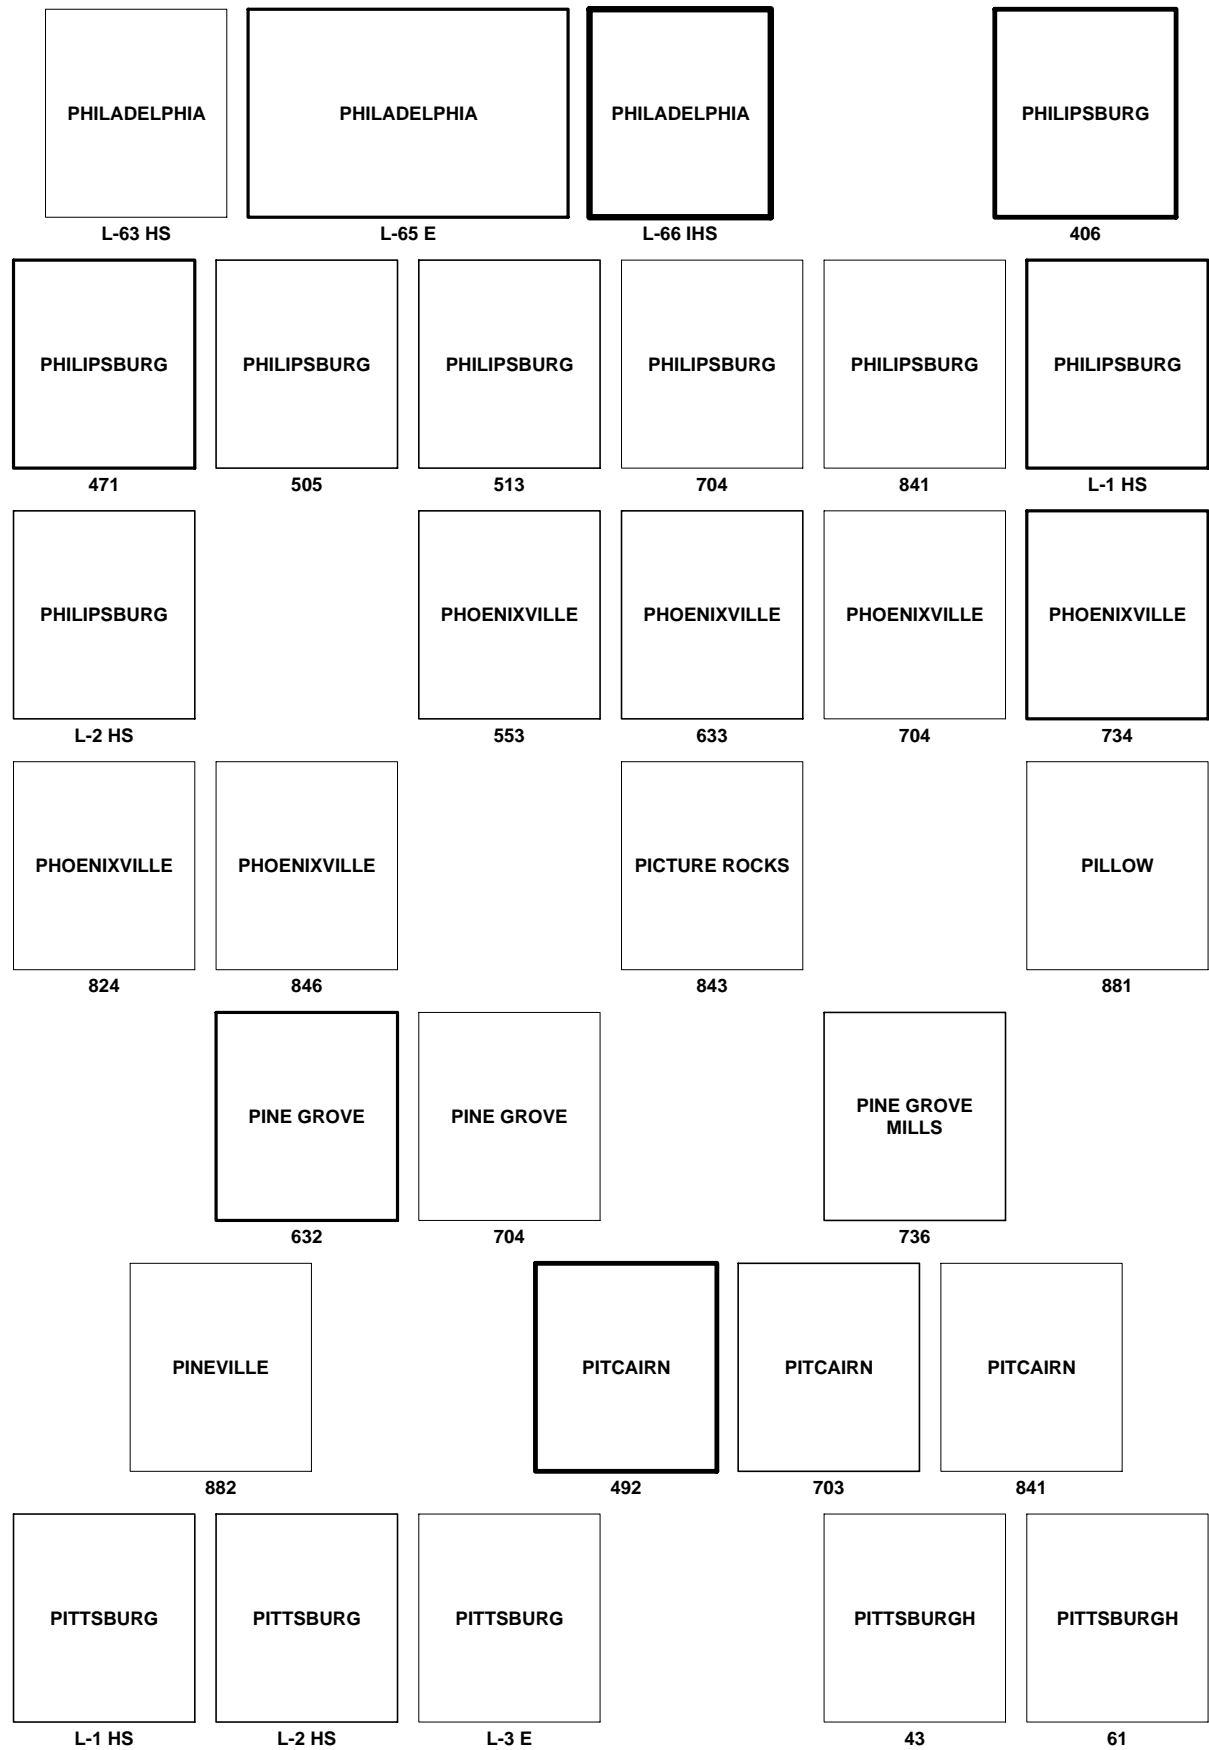 PHILADELPHIA PHILADELPHIA PHILADELPHIA PHILIPSBURG
L-63 HS L-65 E L-66 IHS 406
PHILIPSBURG PHILIPSBURG PHILIPSBURG PHILIPSBURG PHILIPSBURG PHILIPSBURG
471 505 513 704 841 L-1 HS
PHILIPSBURG PHOENIXVILLE PHOENIXVILLE PHOENIXVILLE PHOENIXVILLE
L-2 HS 553 633 704 734
PHOENIXVILLE PHOENIXVILLE PICTURE ROCKS PILLOW
824 846 843 881
PINE GROVE PINE GROVE PINE GROVE
MILLS
632 704 736
PINEVILLE PITCAIRN PITCAIRN PITCAIRN
882 492 703 841
PITTSBURG PITTSBURG PITTSBURG PITTSBURGH PITTSBURGH
L-1 HS L-2 HS L-3 E 43 61